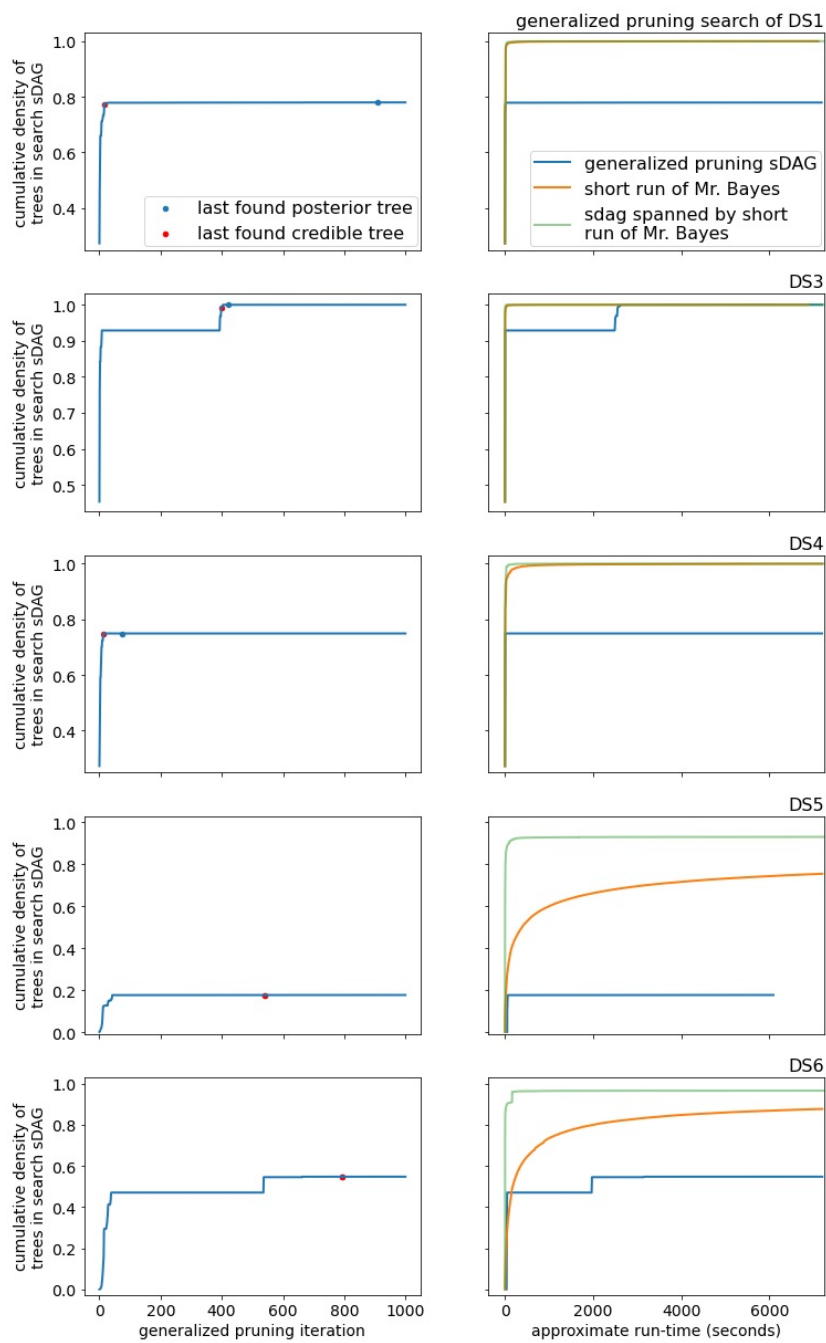 generalized pruning search of DS1
cumulative density of
trees in search sDAG
1.0
0.8
0.6
0.4
last found posterior tree
last found credible tree
generalized pruning sDAG
short run of Mr. Bayes
sdag spanned by short
run of Mr. Bayes
DS3
cumulative density of
trees in search sDAG
1.0
0.9
0.8
0.7
0.6
0.5
DS4
cumulative density of
trees in search sDAG
1.0
0.8
0.6
0.4
DS5
cumulative density of
trees in search sDAG
1.0
0.8
0.6
0.4
0.2
0.0
DS6
cumulative density of
trees in search sDAG
1.0
0.8
0.6
0.4
0.2
0.0
0 200 400 600 800 1000
generalized pruning iteration
0 2000 4000 6000
approximate run-time (seconds)